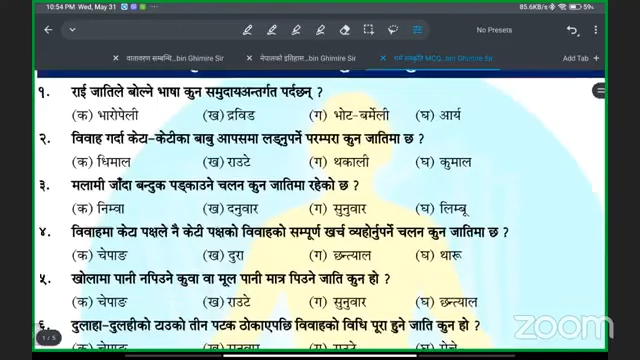 10:54 PM Wed, May 31
85.6KB/s 59%
No Presets
वातावरण सम्बन्धि...bin Ghimire Sir
नेपालको इतिहास...bin Ghimire Sir
धर्म संस्कृति MCQ...bin Ghimire Sir
Add Tab +
१. राई जातिले बोल्ने भाषा कुन समुदायअन्तर्गत पर्दछन् ?
(क) भारोपेली (ख) द्रविड (ग) भोट-बर्मेली (घ) आर्य
२. विवाह गर्दा केटा-केटीका बाबु आपसमा लड्नुपर्ने परम्परा कुन जातिमा छ ?
(क) धिमाल (ख) राउटे (ग) थकाली (घ) कुमाल
३. मलामी जाँदा बन्दुक पड्काउने चलन कुन जातिमा रहेको छ ?
(क) निम्वा (ख) दनुवार (ग) सुनुवार (घ) लिम्बू
४. विवाहमा केटा पक्षले नै केटी पक्षको विवाहको सम्पूर्ण खर्च व्यहोर्नुपर्ने चलन कुन जातिमा छ ?
(क) चेपाङ (ख) दुरा (ग) छन्त्याल (घ) थारू
५. खोलामा पानी नपिउने कुवा वा मूल पानी मात्र पिउने जाति कुन हो ?
(क) चेपाङ (ख) राउटे (ग) सुनुवार (घ) छन्त्याल
६. दुलाहा-दुलहीको टाउको तीन पटक ठोकाएपछि विवाहको विधि पूरा हुने जाति कुन हो ?
1 / 5
zoom